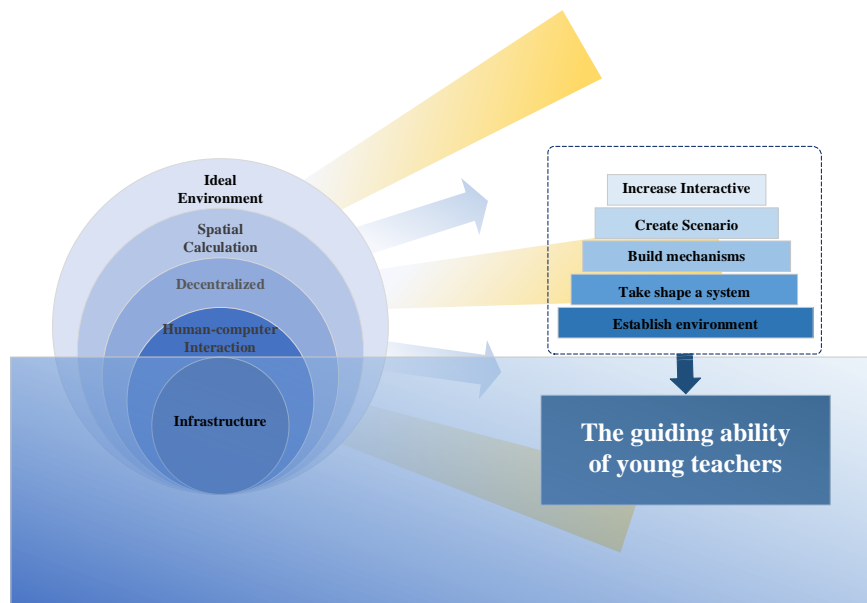 Ideal
Environment
Spatial
Calculation
Decentralized
Human-computer
Interaction
Infrastructure
Increase Interactive
Create Scenario
Build mechanisms
Take shape a system
Establish environment
The guiding ability
of young teachers